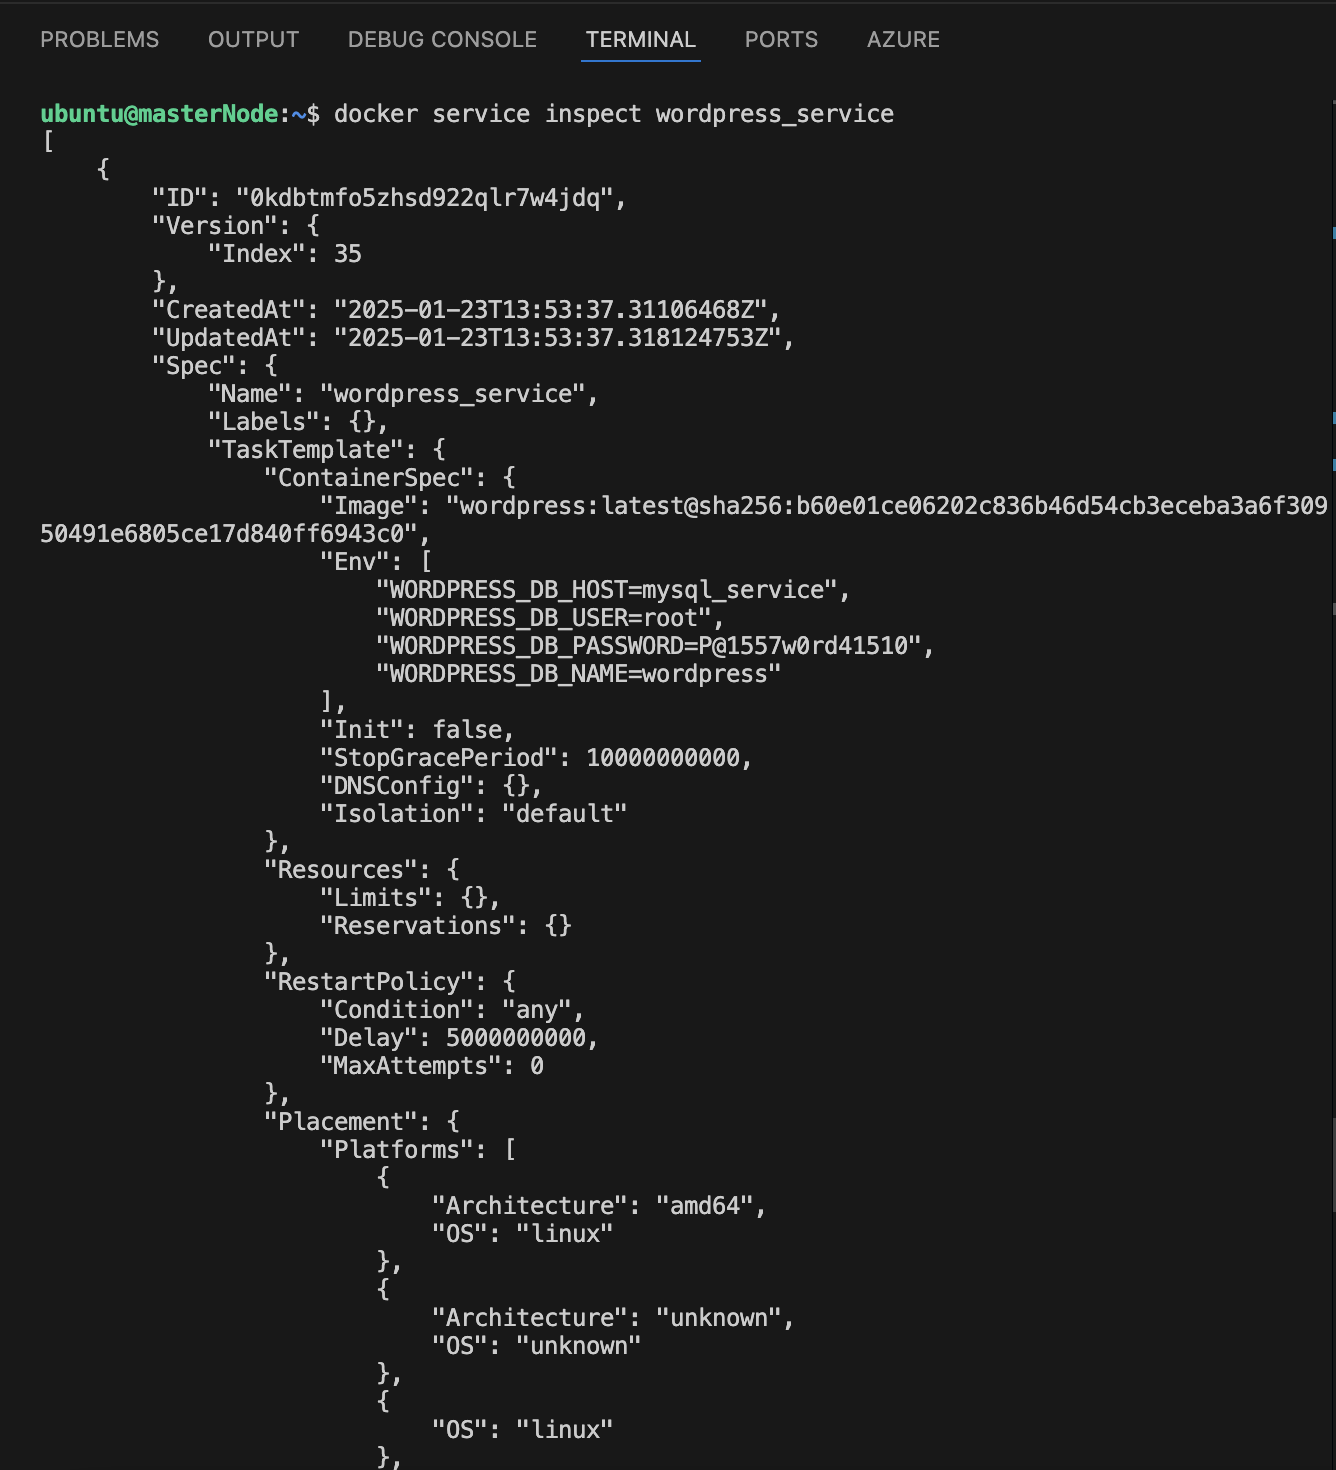 PROBLEMS OUTPUT DEBUG CONSOLE TERMINAL PORTS AZURE
ubuntu@masterNode:~$ docker service inspect wordpress_service
[
    {
        "ID": "0kdbtmfo5zhsd922qlr7w4jdq",
        "Version": {
            "Index": 35
        },
        "CreatedAt": "2025-01-23T13:53:37.31106468Z",
        "UpdatedAt": "2025-01-23T13:53:37.318124753Z",
        "Spec": {
            "Name": "wordpress_service",
            "Labels": {},
            "TaskTemplate": {
                "ContainerSpec": {
                    "Image": "wordpress:latest@sha256:b60e01ce06202c836b46d54cb3eceba3a6f309
50491e6805ce17d840ff6943c0",
                    "Env": [
                        "WORDPRESS_DB_HOST=mysql_service",
                        "WORDPRESS_DB_USER=root",
                        "WORDPRESS_DB_PASSWORD=P@1557w0rd41510",
                        "WORDPRESS_DB_NAME=wordpress"
                    ],
                    "Init": false,
                    "StopGracePeriod": 10000000000,
                    "DNSConfig": {},
                    "Isolation": "default"
                },
                "Resources": {
                    "Limits": {},
                    "Reservations": {}
                },
                "RestartPolicy": {
                    "Condition": "any",
                    "Delay": 5000000000,
                    "MaxAttempts": 0
                },
                "Placement": {
                    "Platforms": [
                        {
                            "Architecture": "amd64",
                            "OS": "linux"
                        },
                        {
                            "Architecture": "unknown",
                            "OS": "unknown"
                        },
                        {
                            "OS": "linux"
                        },